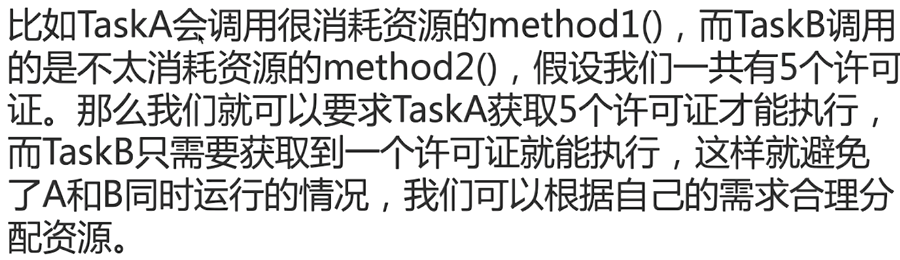 比如TaskA会调用很消耗资源的method1()，而TaskB调用
的是不太消耗资源的method2()，假设我们一共有5个许可
证。那么我们就可以要求TaskA获取5个许可证才能执行，
而TaskB只需要获取到一个许可证就能执行，这样就避免
了A和B同时运行的情况，我们可以根据自己的需求合理分
配资源。